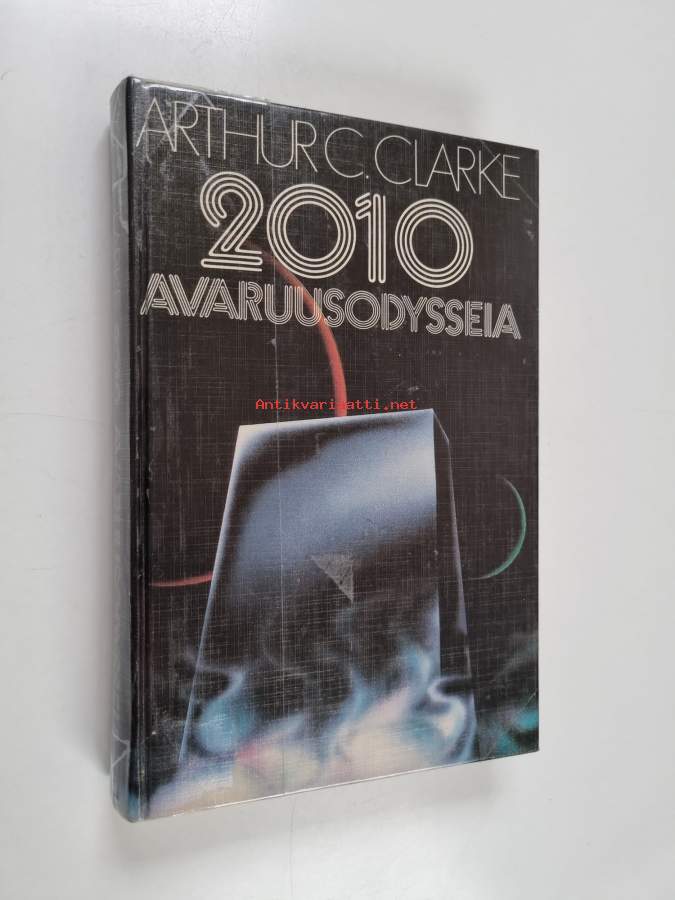 ARTHUR C. CLARKE
2010
AVARUUSODYSSEIA
Antikvariaatti.net